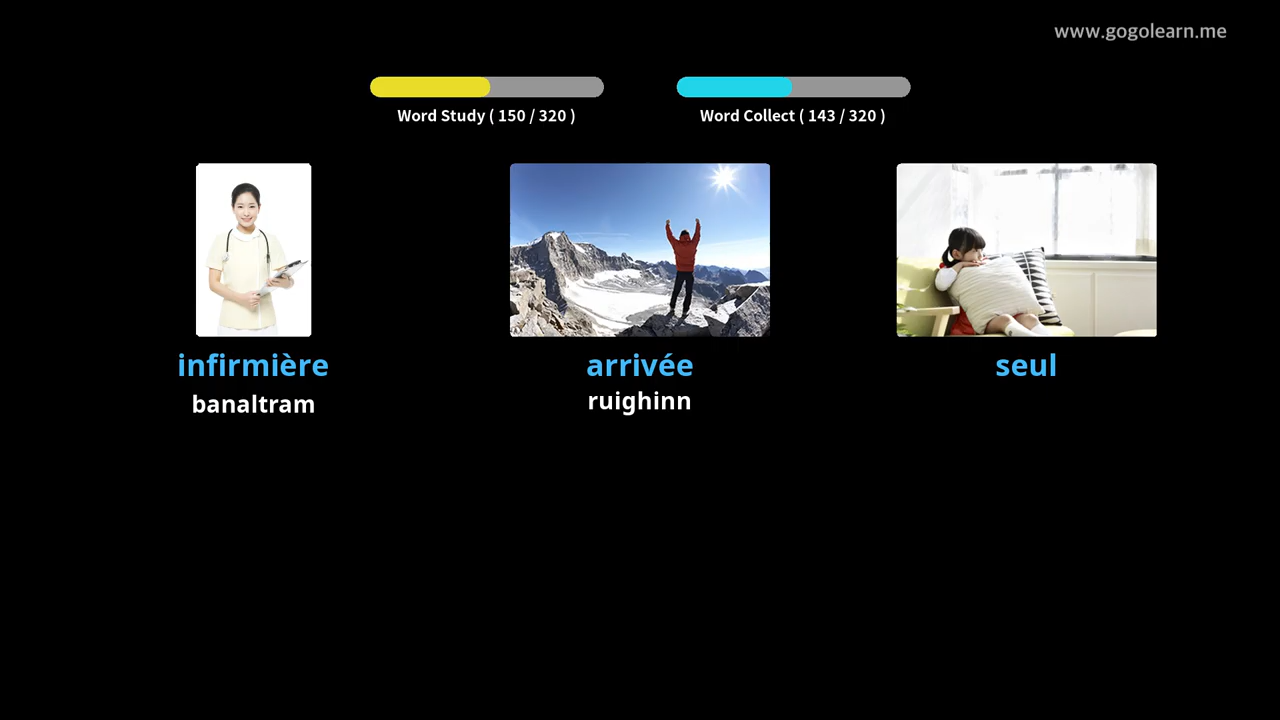 www.gogolearn.me
Word Study ( 150 / 320 )
Word Collect ( 143 / 320 )
infirmière
banaltram
arrivée
ruighinn
seul